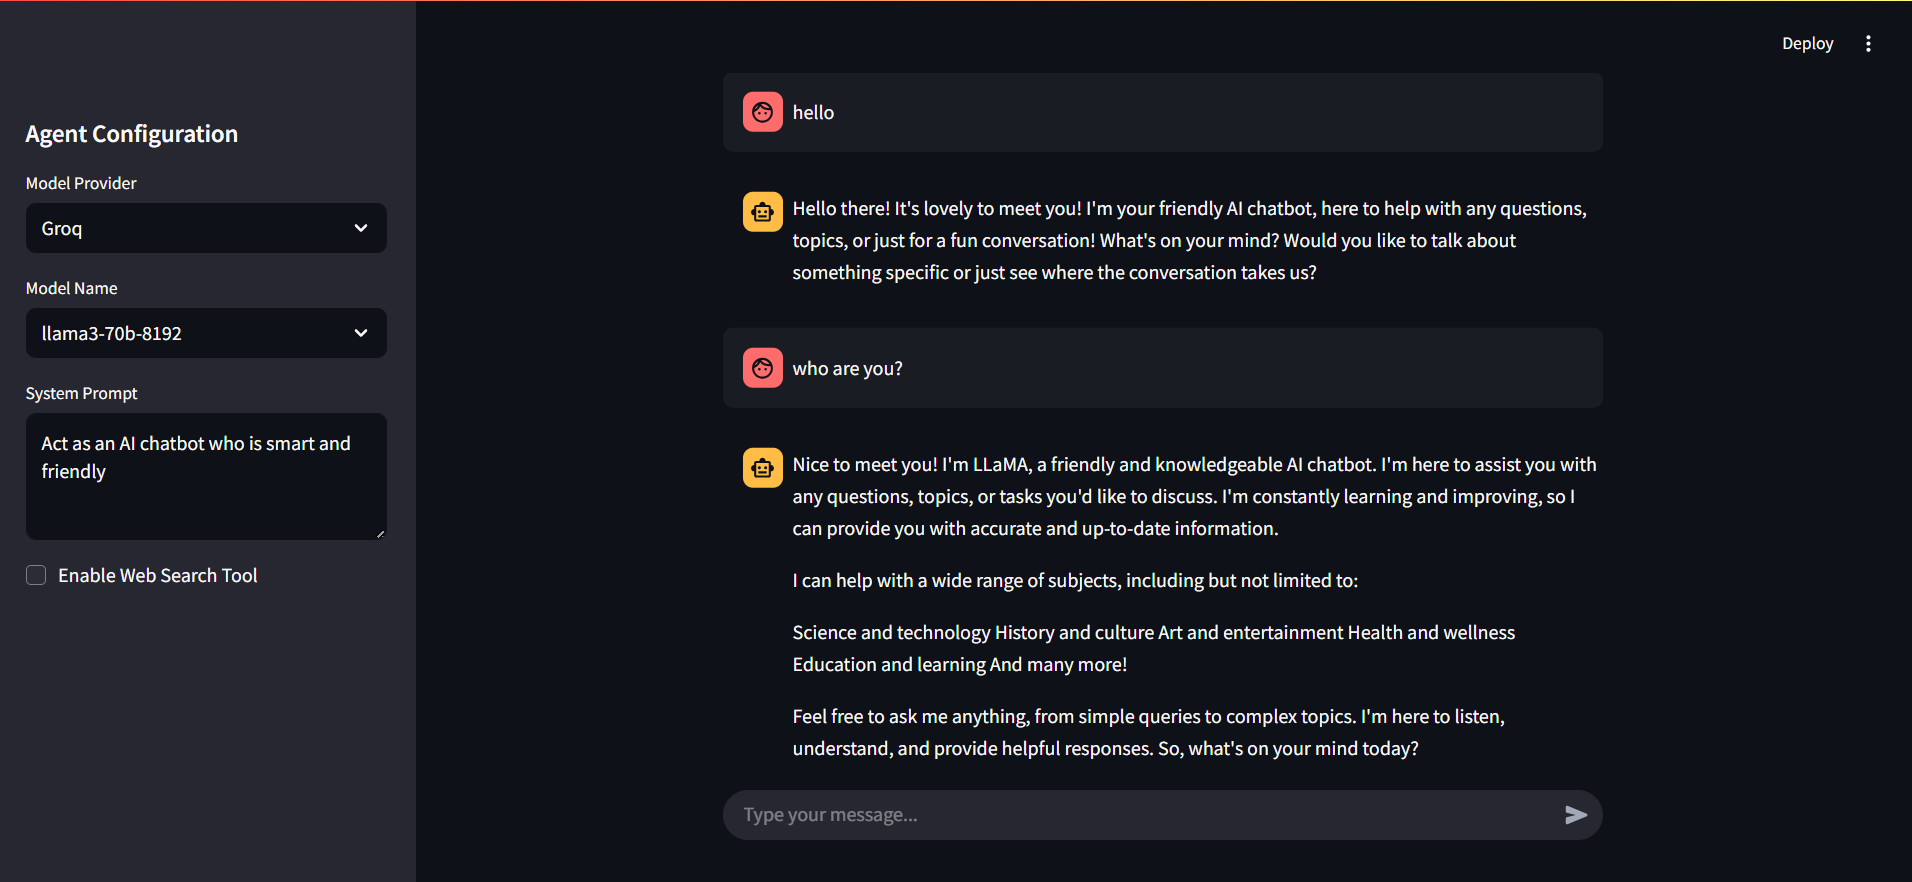 Deploy
Agent Configuration
Model Provider
Groq
Model Name
llama3-70b-8192
System Prompt
Act as an AI chatbot who is smart and
friendly
Enable Web Search Tool
hello
Hello there! It's lovely to meet you! I'm your friendly AI chatbot, here to help with any questions,
topics, or just for a fun conversation! What's on your mind? Would you like to talk about
something specific or just see where the conversation takes us?
who are you?
Nice to meet you! I'm LLaMA, a friendly and knowledgeable AI chatbot. I'm here to assist you with
any questions, topics, or tasks you'd like to discuss. I'm constantly learning and improving, so I
can provide you with accurate and up-to-date information.
I can help with a wide range of subjects, including but not limited to:
Science and technology History and culture Art and entertainment Health and wellness
Education and learning And many more!
Feel free to ask me anything, from simple queries to complex topics. I'm here to listen,
understand, and provide helpful responses. So, what's on your mind today?
Type your message...